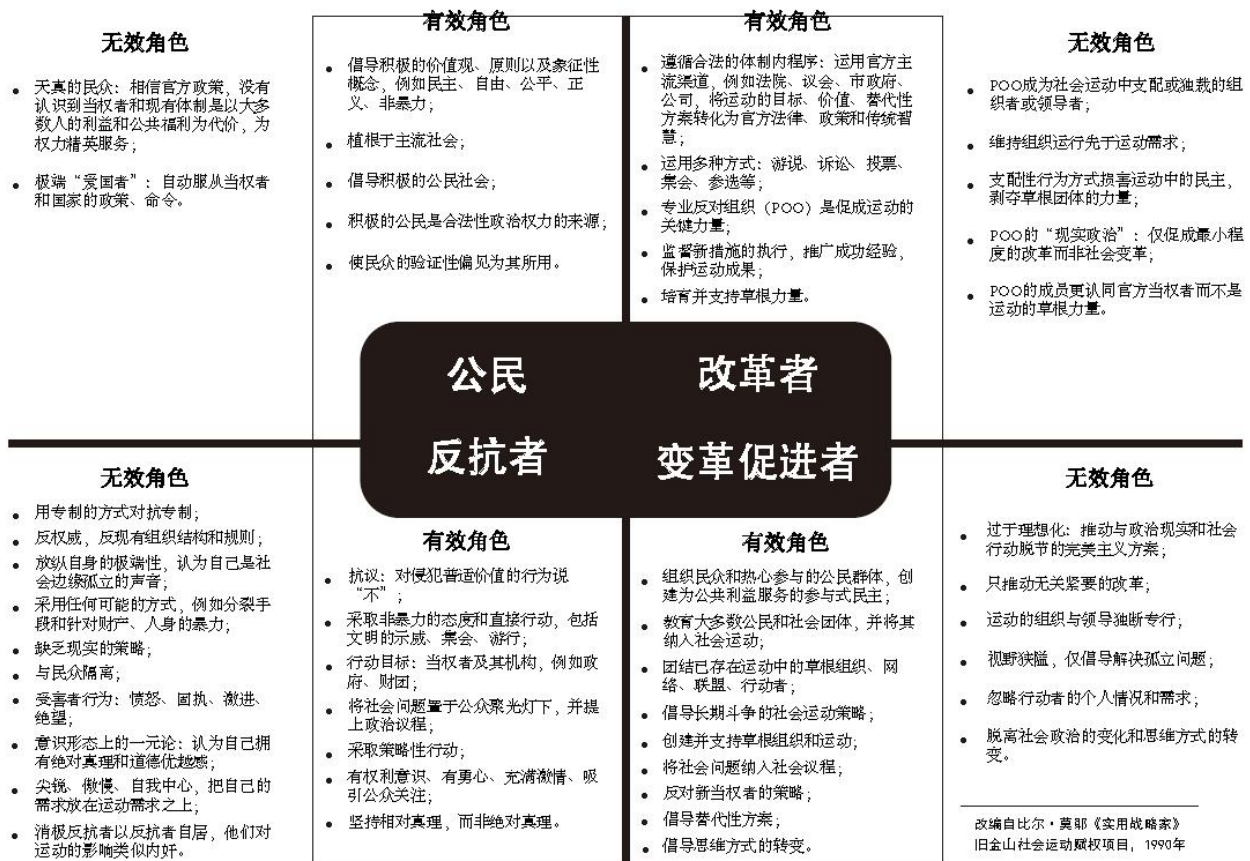 无效角色
● 天真的民众：相信官方政策，没有
认识到当权者和现有体制是以大多
数人的利益和公共福利为代价，为
权力精英服务；
● 极端“爱国者”：自动服从当权者
和国家的政策、命令。
有效角色
● 倡导积极的价值观、原则以及象征性
概念，例如民主、自由、公平、正
义、非暴力；
● 植根于主流社会；
● 倡导积极的公民社会；
● 积极的公民是合法性政治权力的来源；
● 使民众的验证性偏见为其所用。
有效角色
● 遵循合法的体制内程序：运用官方主
流渠道，例如法院、议会、市政府、
公司，将运动的目标、价值、替代性
方案转化为官方法律、政策和传统智
慧；
● 运用多种方式：游说、诉讼、投票、
集会、参选等；
● 专业反对组织（POO）是促成运动的
关键力量；
● 监督新措施的执行，推广成功经验，
保护运动成果；
● 培育并支持草根力量。
无效角色
● POO成为社会运动中支配或独裁的组
织者或领导者；
● 维持组织运行先于运动需求；
● 支配性行为方式损害运动中的民主，
剥夺草根团体的力量；
● POO的“现实政治”：仅促成最小程
度的改革而非社会变革；
● POO的成员更认同官方当权者而不是
运动的草根力量。
公民
改革者
反抗者
变革促进者
无效角色
● 用专制的方式对抗专制；
● 反权威，反现有组织结构和规则；
● 放纵自身的极端性，认为自己是社
会边缘孤立的声音；
● 采用任何可能的方式，例如分裂手
段和针对财产、人身的暴力；
● 缺乏现实的策略；
● 与民众隔离；
● 受害者行为：愤怒、固执、激进、
绝望；
● 意识形态上的一元论：认为自己拥
有绝对真理和道德优越感；
● 尖锐、傲慢、自我中心，把自己的
需求放在运动需求之上；
● 消极反抗者以反抗者自居，他们对
运动的影响类似内奸。
有效角色
● 抗议：对侵犯普适价值的行为说
“不”；
● 采取非暴力的态度和直接行动，包括
文明的示威、集会、游行；
● 行动目标：当权者及其机构，例如政
府、财团；
● 将社会问题置于公众聚光灯下，并提
上政治议程；
● 采取策略性行动；
● 有权利意识、有勇心、充满激情、吸
引公众关注；
● 坚持相对真理，而非绝对真理。
有效角色
● 组织民众和热心参与的公民群体，创
建为公共利益服务的参与式民主；
● 教育大多数公民和社会团体，并将其
纳入社会运动；
● 团结已存在运动中的草根组织、网
络、联盟、行动者；
● 倡导长期斗争的社会运动策略；
● 创建并支持草根组织和运动；
● 将社会问题纳入社会议程；
● 反对新当权者的策略；
● 倡导替代性方案；
● 倡导思维方式的转变。
无效角色
● 过于理想化：推动与政治现实和社会
行动脱节的完美主义方案；
● 只推动无关紧要的改革；
● 运动的组织与领导独断专行；
● 视野狭隘，仅倡导解决孤立问题；
● 忽略行动者的个人情况和需求；
● 脱离社会政治的变化和思维方式的转
变。
改编自比尔·莫耶《实用战略家》
旧金山社会运动赋权项目，1990年